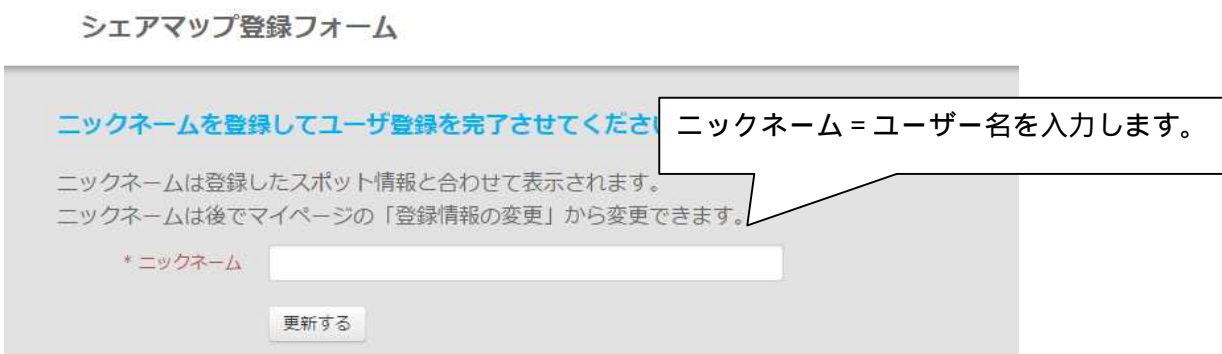 シェアマップ登録フォーム
ニックネームを登録してユーザ登録を完了させてくださ
ニックネーム = ユーザー名を入力します。
ニックネームは登録したスポット情報と合わせて表示されます。
ニックネームは後でマイページの「登録情報の変更」から変更できます。
* ニックネーム
更新する